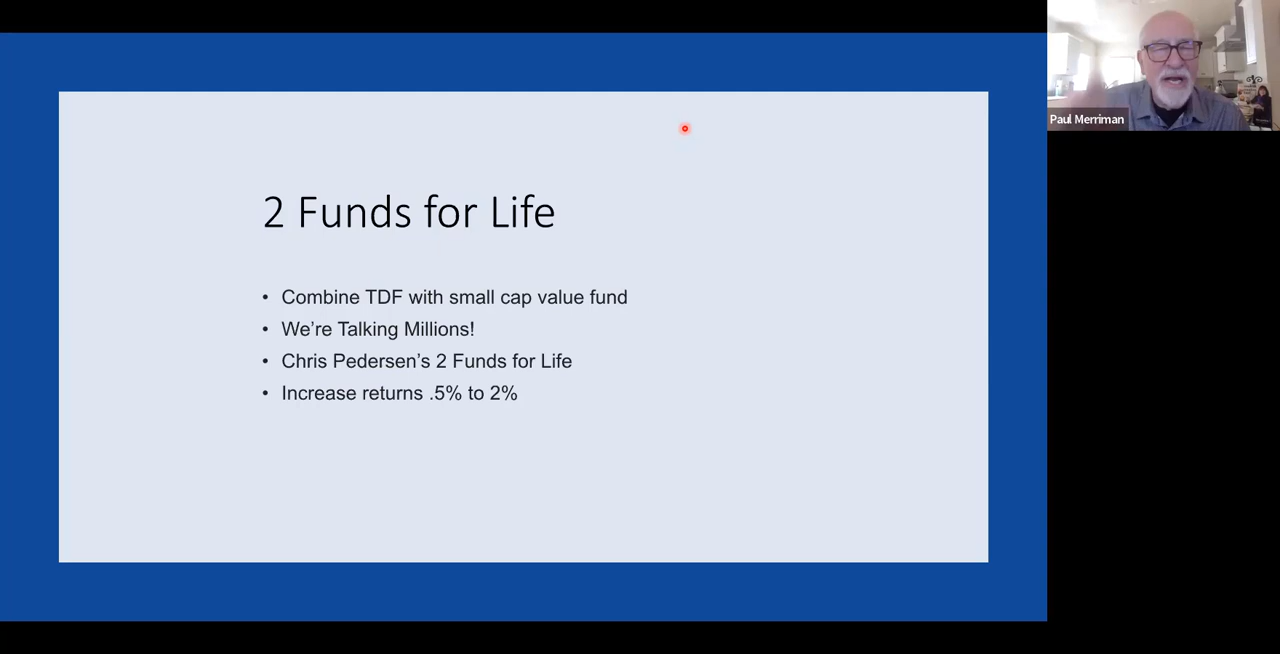 2 Funds for Life
• Combine TDF with small cap value fund
• We’re Talking Millions!
• Chris Pedersen’s 2 Funds for Life
• Increase returns .5% to 2%
Paul Merriman